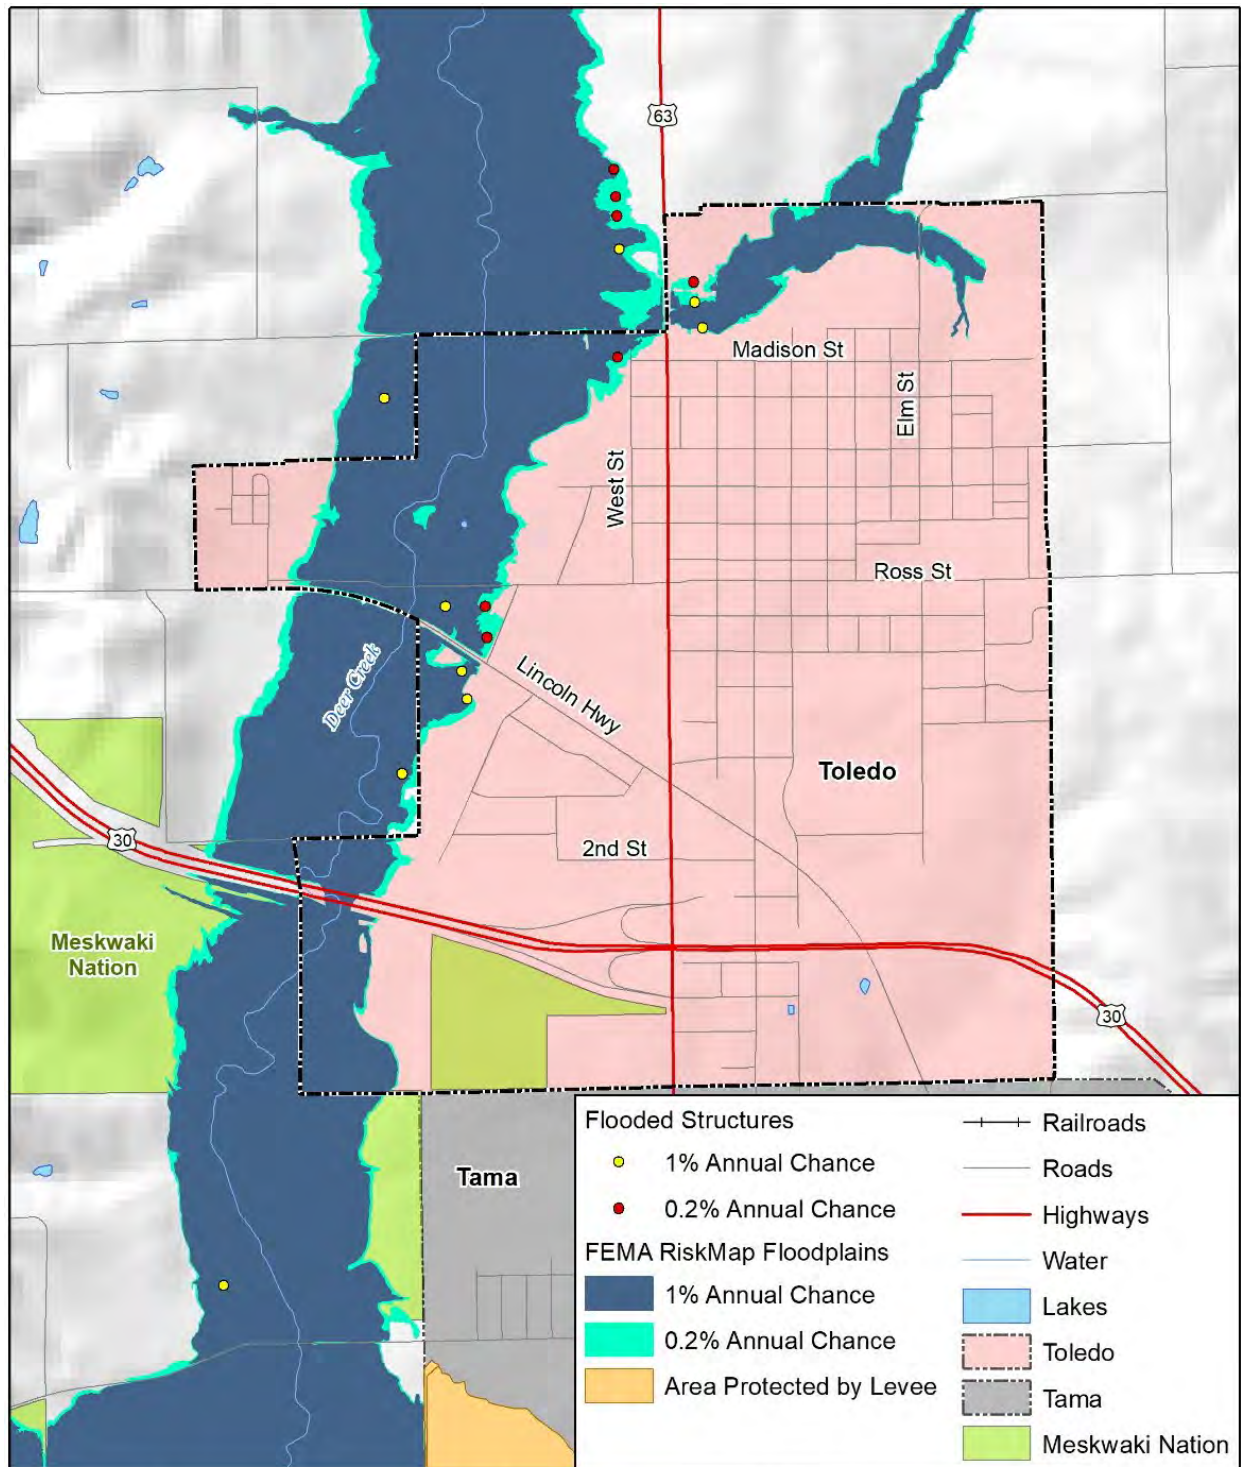 63
Madison St
Elm St
West St
Ross St
Deer Creek
Lincoln Hwy
Toledo
30
2nd St
Meskwaki
Nation
30
Tama
Flooded Structures
1% Annual Chance
0.2% Annual Chance
FEMA RiskMap Floodplains
1% Annual Chance
0.2% Annual Chance
Area Protected by Levee
Railroads
Roads
Highways
Water
Lakes
Toledo
Tama
Meskwaki Nation